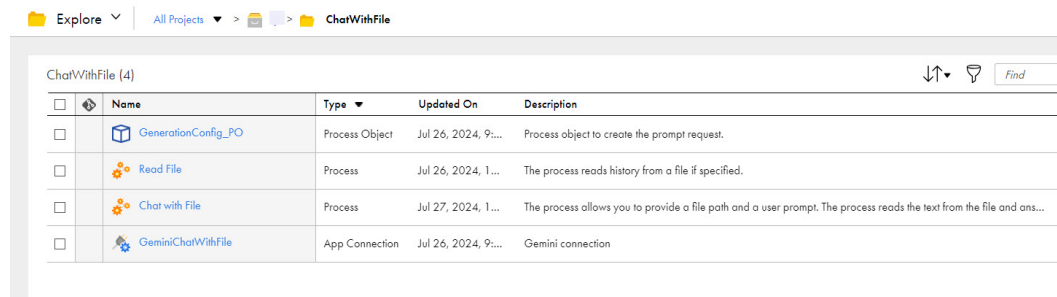 Explore All Projects > > ChatWithFile
ChatWithFile (4) Find
Name Type Updated On Description
GenerationConfig_PO Process Object Jul 26, 2024, 9:... Process object to create the prompt request.
Read File Process Jul 26, 2024, 1... The process reads history from a file if specified.
Chat with File Process Jul 27, 2024, 1... The process allows you to provide a file path and a user prompt. The process reads the text from the file and ans...
GeminiChatWithFile App Connection Jul 26, 2024, 9:... Gemini connection